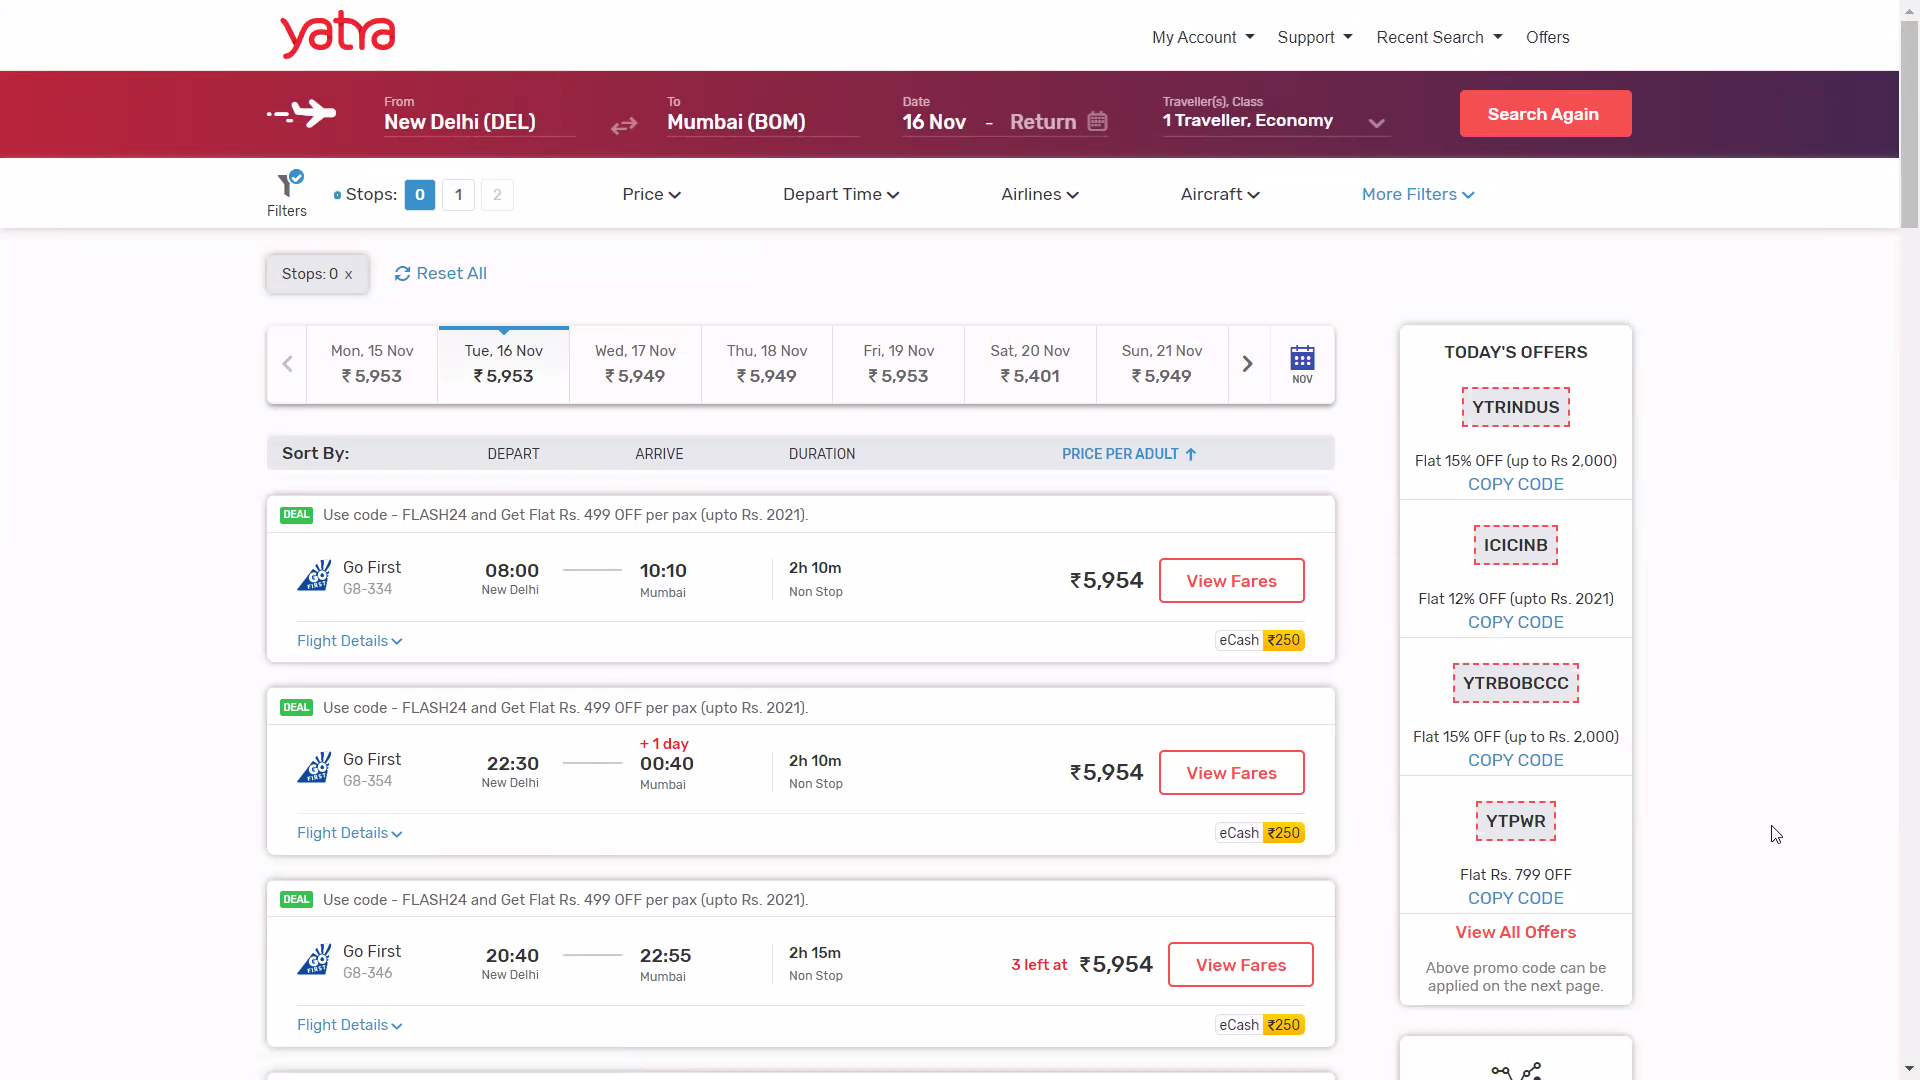 yatra
My Account
Support
Recent Search
Offers
From
New Delhi (DEL)
To
Mumbai (BOM)
Date
16 Nov - Return
Traveller(s), Class
1 Traveller, Economy
Search Again
Filters
Stops: 0 1 2
Price
Depart Time
Airlines
Aircraft
More Filters
Stops: 0 x
Reset All
Mon, 15 Nov
₹ 5,953
Tue, 16 Nov
₹ 5,953
Wed, 17 Nov
₹ 5,949
Thu, 18 Nov
₹ 5,949
Fri, 19 Nov
₹ 5,953
Sat, 20 Nov
₹ 5,401
Sun, 21 Nov
₹ 5,949
NOV
Sort By: DEPART ARRIVE DURATION PRICE PER ADULT
DEAL Use code - FLASH24 and Get Flat Rs. 499 OFF per pax (upto Rs. 2021).
GO FIRST
Go First
G8-334
08:00
New Delhi
10:10
Mumbai
2h 10m
Non Stop
₹5,954
View Fares
Flight Details
eCash ₹250
DEAL Use code - FLASH24 and Get Flat Rs. 499 OFF per pax (upto Rs. 2021).
GO FIRST
Go First
G8-354
22:30
New Delhi
+ 1 day
00:40
Mumbai
2h 10m
Non Stop
₹5,954
View Fares
Flight Details
eCash ₹250
DEAL Use code - FLASH24 and Get Flat Rs. 499 OFF per pax (upto Rs. 2021).
GO FIRST
Go First
G8-346
20:40
New Delhi
22:55
Mumbai
2h 15m
Non Stop
3 left at ₹5,954
View Fares
Flight Details
eCash ₹250
TODAY'S OFFERS
YTRINDUS
Flat 15% OFF (up to Rs 2,000)
COPY CODE
ICICINB
Flat 12% OFF (upto Rs. 2021)
COPY CODE
YTRBOBCCC
Flat 15% OFF (up to Rs. 2,000)
COPY CODE
YTPWR
Flat Rs. 799 OFF
COPY CODE
View All Offers
Above promo code can be
applied on the next page.